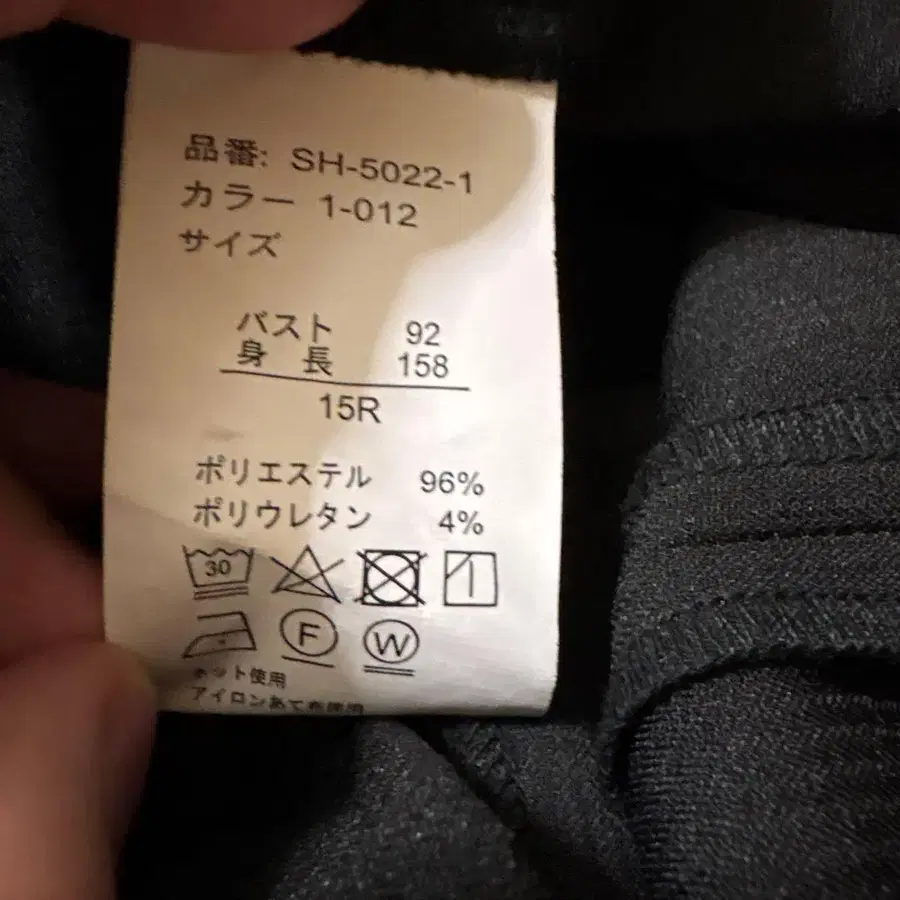 品番: SH-5022-1
カラー 1-012
サイズ
バスト 92
身 長 158
15R
ポリエステル 96%
ポリウレタン 4%
30
F W
ネット使用
アイロンあて布使用